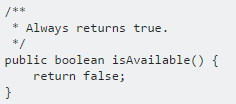 /**
 * Always returns true.
 */
public boolean isAvailable() {
    return false;
}